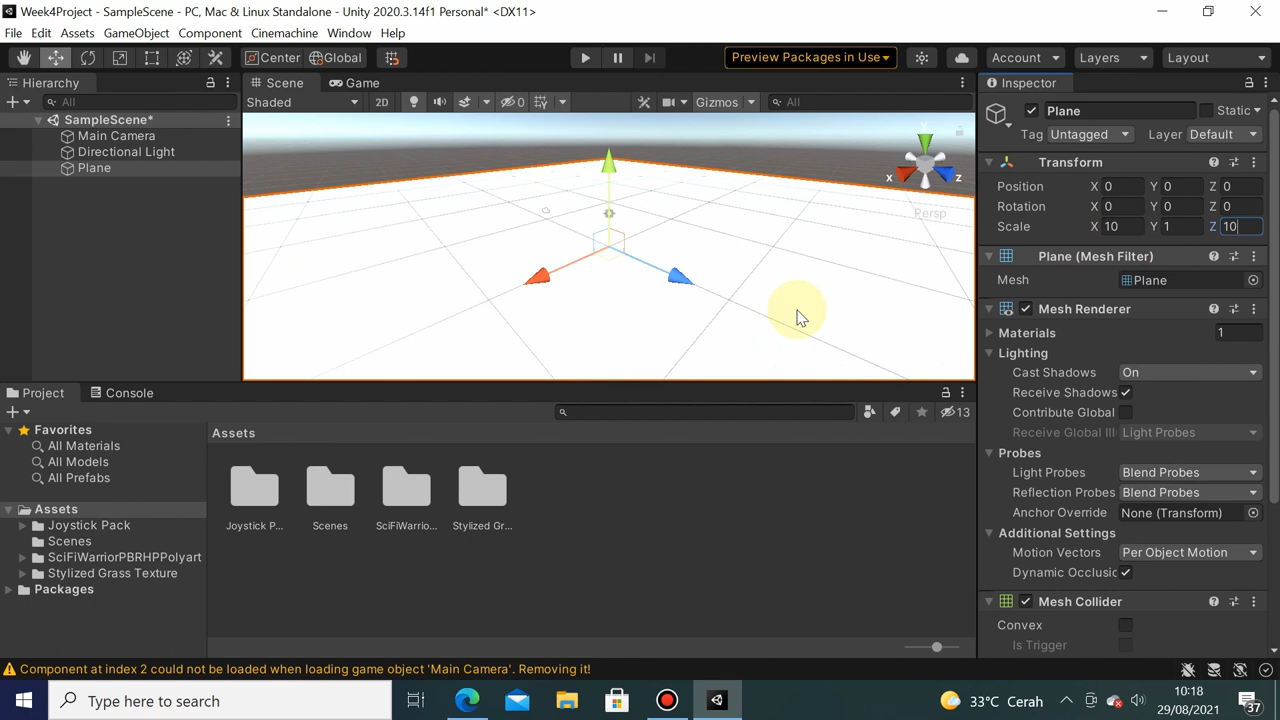 Week4Project - SampleScene - PC, Mac & Linux Standalone - Unity 2020.3.14f1 Personal* <DX11>
File Edit Assets GameObject Component Cinemachine Window Help
Center Global Preview Packages in Use Account Layers Layout
Hierarchy Scene Game Inspector
All Shaded 2D 0 Gizmos All Plane Static
SampleScene*
Main Camera
Directional Light
Plane
y
x z
Persp
Tag Untagged Layer Default
Transform
Position X 0 Y 0 Z 0
Rotation X 0 Y 0 Z 0
Scale X 10 Y 1 Z 10
Plane (Mesh Filter)
Mesh Plane
Mesh Renderer
Materials 1
Lighting
Cast Shadows On
Receive Shadows
Contribute Global
Receive Global Ill Light Probes
Probes
Light Probes Blend Probes
Reflection Probes Blend Probes
Anchor Override None (Transform)
Additional Settings
Motion Vectors Per Object Motion
Dynamic Occlusic
Mesh Collider
Convex
Is Trigger
Project Console
13
Favorites
All Materials
All Models
All Prefabs
Assets
Joystick Pack
Scenes
SciFiWarriorPBRHPPolyart
Stylized Grass Texture
Packages
Assets
Joystick P... Scenes SciFiWarrio... Stylized Gr...
Component at index 2 could not be loaded when loading game object 'Main Camera'. Removing it!
Type here to search 33°C Cerah 10:18
29/08/2021 37